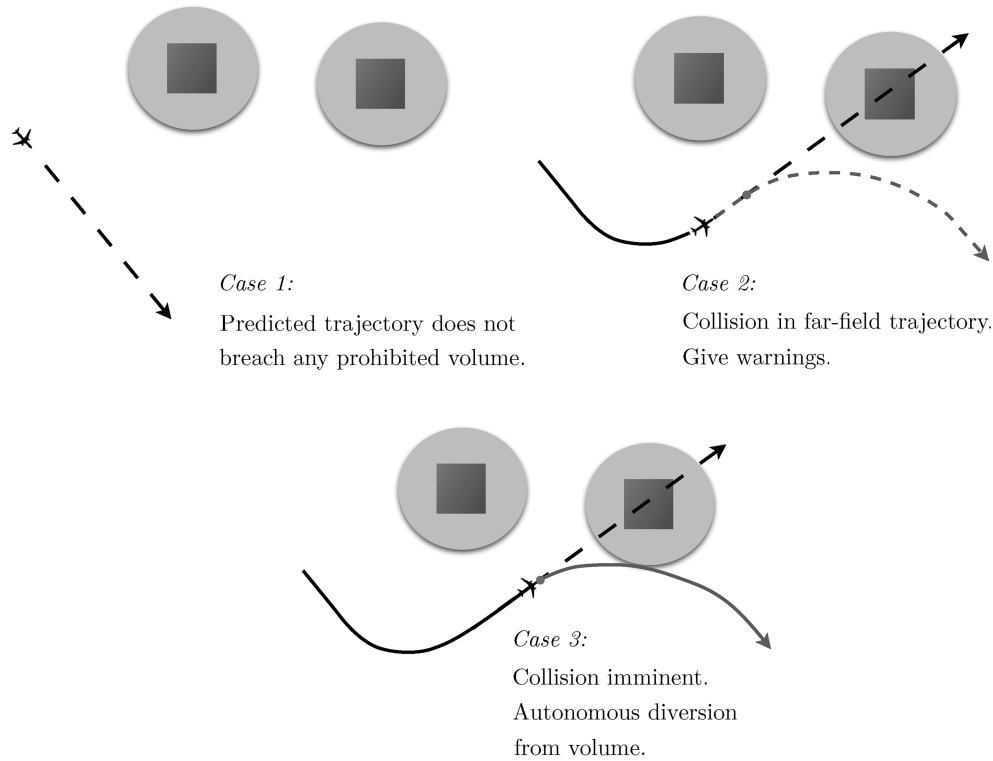 Case 1:
Predicted trajectory does not
breach any prohibited volume.
Case 2:
Collision in far-field trajectory.
Give warnings.
Case 3:
Collision imminent.
Autonomous diversion
from volume.